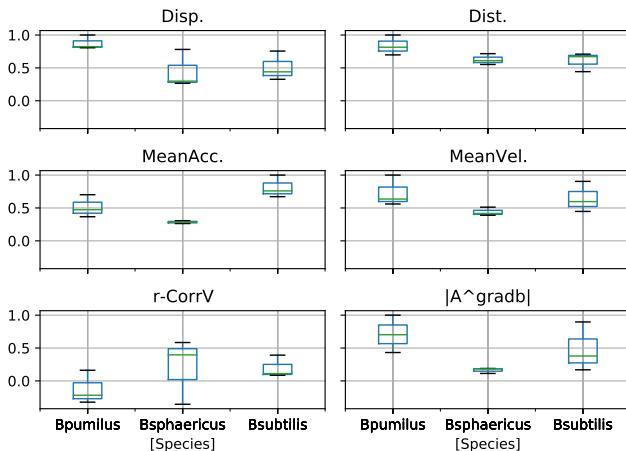 Disp.
Dist.
1.0
0.5
0.0
MeanAcc.
MeanVel.
1.0
0.5
0.0
r-CorrV
|A^gradb|
1.0
0.5
0.0
Bpumilus Bsphaericus Bsubtilis
Bpumilus Bsphaericus Bsubtilis
[Species]
[Species]